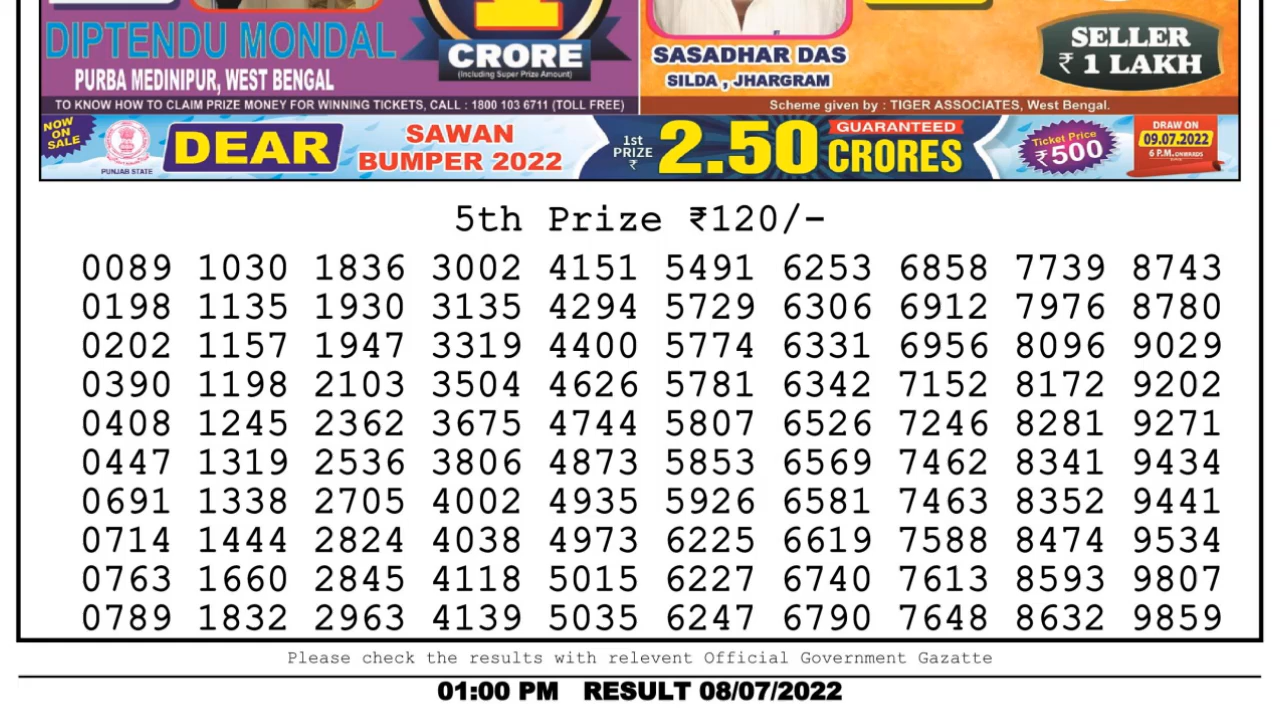 DIPTENDU MONDAL
PURBA MEDINIPUR, WEST BENGAL
1
CRORE
(Including Super Prize Amount)
SASADHAR DAS
SILDA , JHARGRAM
SELLER
₹ 1 LAKH
TO KNOW HOW TO CLAIM PRIZE MONEY FOR WINNING TICKETS, CALL : 1800 103 6711 (TOLL FREE)
Scheme given by : TIGER ASSOCIATES, West Bengal.
NOW
ON
SALE
PUNJAB STATE
DEAR
SAWAN
BUMPER 2022
1st
PRIZE
₹
2.50
GUARANTEED
CRORES
Ticket Price
₹500
DRAW ON
09.07.2022
6 P.M. ONWARDS
5th Prize ₹120/-
0089 1030 1836 3002 4151 5491 6253 6858 7739 8743
0198 1135 1930 3135 4294 5729 6306 6912 7976 8780
0202 1157 1947 3319 4400 5774 6331 6956 8096 9029
0390 1198 2103 3504 4626 5781 6342 7152 8172 9202
0408 1245 2362 3675 4744 5807 6526 7246 8281 9271
0447 1319 2536 3806 4873 5853 6569 7462 8341 9434
0691 1338 2705 4002 4935 5926 6581 7463 8352 9441
0714 1444 2824 4038 4973 6225 6619 7588 8474 9534
0763 1660 2845 4118 5015 6227 6740 7613 8593 9807
0789 1832 2963 4139 5035 6247 6790 7648 8632 9859
Please check the results with relevent Official Government Gazatte
01:00 PM RESULT 08/07/2022